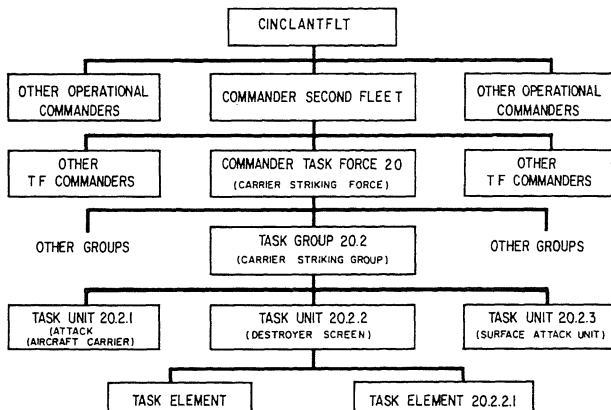 CINCLANTFLT
OTHER OPERATIONAL
COMMANDERS
COMMANDER SECOND FLEET
OTHER OPERATIONAL
COMMANDERS
OTHER
TF COMMANDERS
COMMANDER TASK FORCE 20
(CARRIER STRIKING FORCE)
OTHER
TF COMMANDERS
OTHER GROUPS
TASK GROUP 20.2
(CARRIER STRIKING GROUP)
OTHER GROUPS
TASK UNIT 20.2.1
(ATTACK
(AIRCRAFT CARRIER)
TASK UNIT 20.2.2
(DESTROYER SCREEN)
TASK UNIT 20.2.3
(SURFACE ATTACK UNIT)
TASK ELEMENT
TASK ELEMENT 20.2.2.1